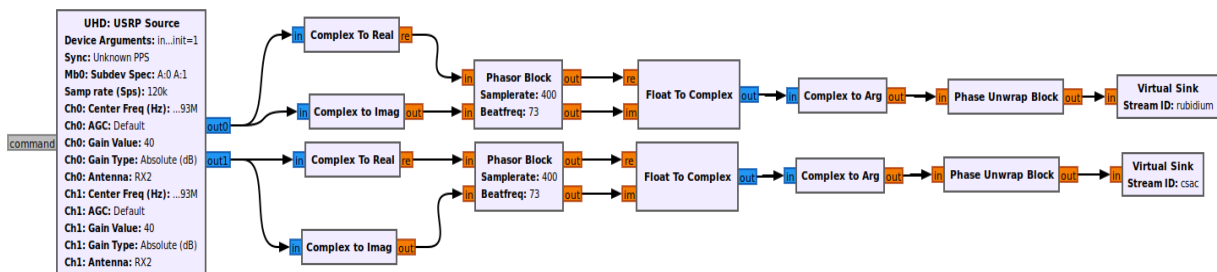 UHD: USRP Source
Device Arguments: in...init=1
Sync: Unknown PPS
Mb0: Subdev Spec: A:0 A:1
Samp rate (Sps): 120k
Ch0: Center Freq (Hz): ...93M
Ch0: AGC: Default
Ch0: Gain Value: 40
Ch0: Gain Type: Absolute (dB)
Ch0: Antenna: RX2
Ch1: Center Freq (Hz): ...93M
Ch1: AGC: Default
Ch1: Gain Value: 40
Ch1: Gain Type: Absolute (dB)
Ch1: Antenna: RX2
command
out0
out1
in
Complex To Real
re
in
Complex to Imag
out
in
in
Phasor Block
Samplerate: 400
Beatfreq: 73
out
out
re
im
Float To Complex
out
in
Complex to Arg
out
in
Phase Unwrap Block
out
in
Virtual Sink
Stream ID: rubidium
in
Complex To Real
re
in
Complex to Imag
out
in
in
Phasor Block
Samplerate: 400
Beatfreq: 73
out
out
re
im
Float To Complex
out
in
Complex to Arg
out
in
Phase Unwrap Block
out
in
Virtual Sink
Stream ID: csac